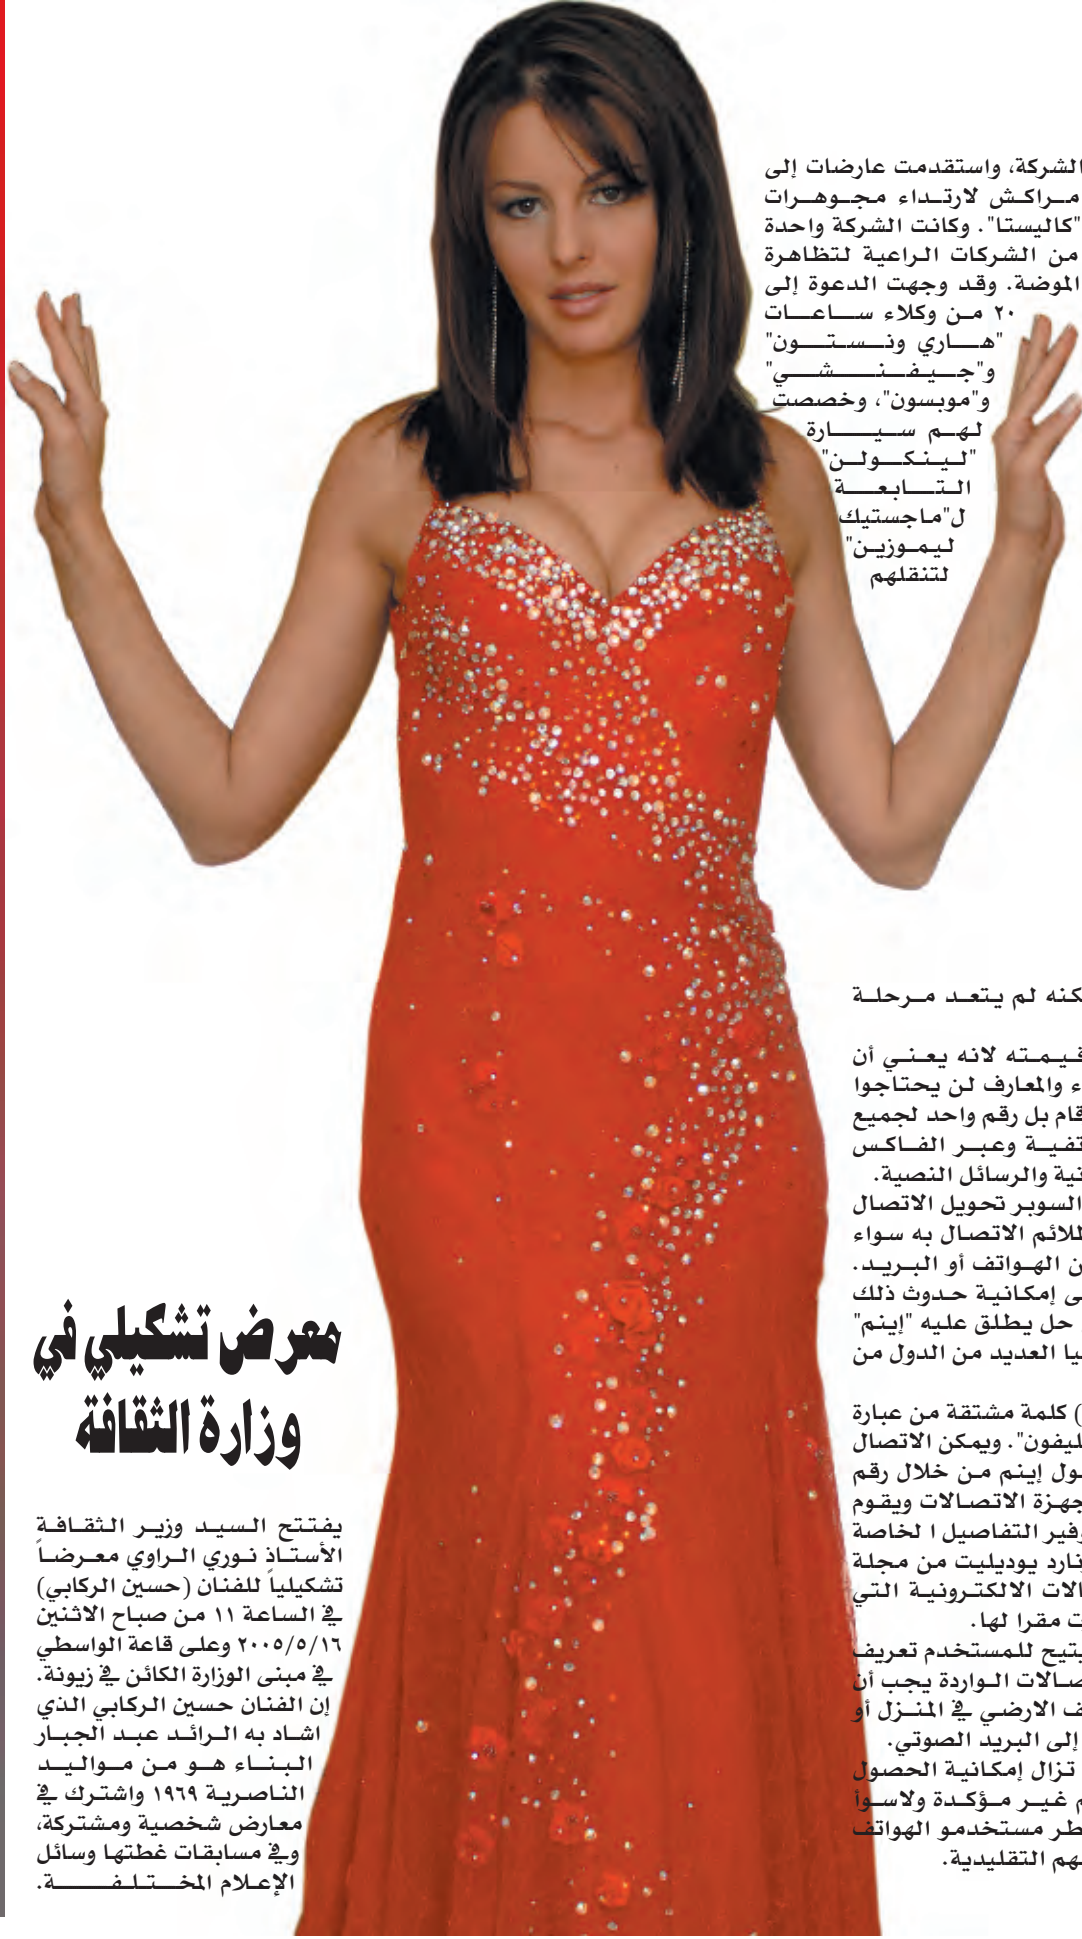 الشركة، واستقدمت عارضات إلى
مراكش لارتداء مجوهرات
"كاليستا". وكانت الشركة واحدة
من الشركات الراعية لتظاهرة
الموضة. وقد وجهت الدعوة إلى
٢٠ من وكلاء ساعات
"هاري ونستون"
و"جيفنشي"
و"موبسون"، وخصصت
لهم سيارة
"لينكولن"
التابعة
ل"ماجستيك
ليموزين"
لتنقلهم
كنه لم يتعد مرحلة
قيمته لانه يعني أن
ء والمعارف لن يحتاجوا
قام بل رقم واحد لجميع
تفية وعبر الفاكس
تية والرسائل النصية.
السوبر تحويل الاتصال
للائم الاتصال به سواء
ن الهواتف أو البريد.
ى إمكانية حدوث ذلك
حل يطلق عليه "إينم"
يا العديد من الدول من
) كلمة مشتقة من عبارة
ليفون". ويمكن الاتصال
ول إينم من خلال رقم
جهزة الاتصالات ويقوم
وفير التفاصيل ا لخاصة
رنارد يوديليت من مجلة
الات الالكترونية التي
ت مقرا لها.
يتيح للمستخدم تعريف
صالات الواردة يجب أن
ف الارضي في المنزل أو
إلى البريد الصوتي.
تزال إمكانية الحصول
م غير مؤكدة ولاسوأ
طر مستخدمو الهواتف
هم التقليدية.
معرض تشكيلي في
وزارة الثقافة
يفتتح السيد وزير الثقافة
الأستاذ نوري الراوي معرضاً
تشكيلياً للفنان (حسين الركابي)
في الساعة ١١ من صباح الاثنين
٢٠٠٥/٥/١٦ وعلى قاعة الواسطي
في مبنى الوزارة الكائن في زيونة.
إن الفنان حسين الركابي الذي
اشاد به الرائد عبد الجبار
البناء هو من مواليد
الناصرية ١٩٦٩ واشترك في
معارض شخصية ومشتركة،
وفي مسابقات غطتها وسائل
الإعلام المختلفة.